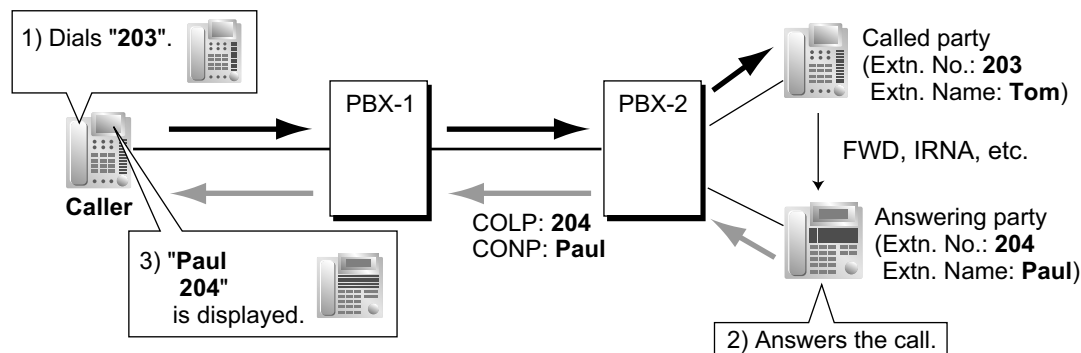 1) Dials "203".
PBX-1
PBX-2
Called party
(Extn. No.: 203
Extn. Name: Tom)
FWD, IRNA, etc.
Caller
COLP: 204
CONP: Paul
Answering party
(Extn. No.: 204
Extn. Name: Paul)
3) "Paul
204"
is displayed.
2) Answers the call.